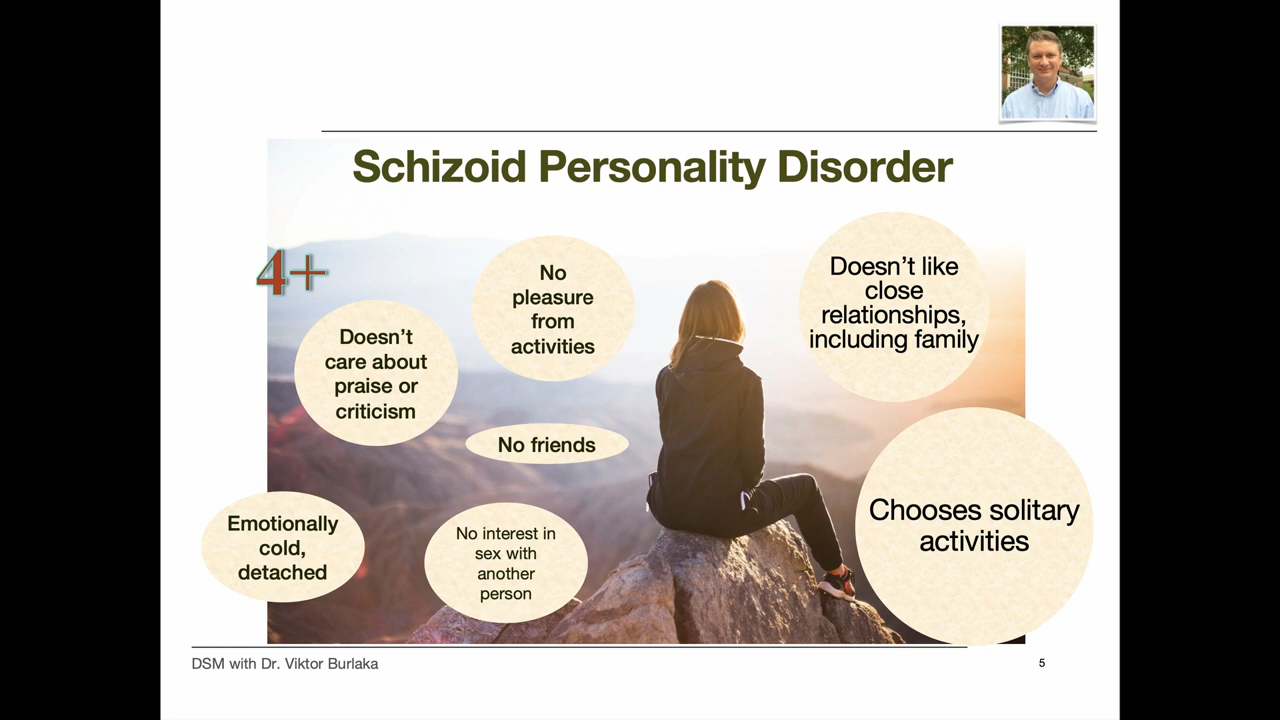 Schizoid Personality Disorder
4+
Doesn't
care about
praise or
criticism
No
pleasure
from
activities
Doesn't like
close
relationships,
including family
No friends
Emotionally
cold,
detached
No interest in
sex with
another
person
Chooses solitary
activities
DSM with Dr. Viktor Burlaka
5